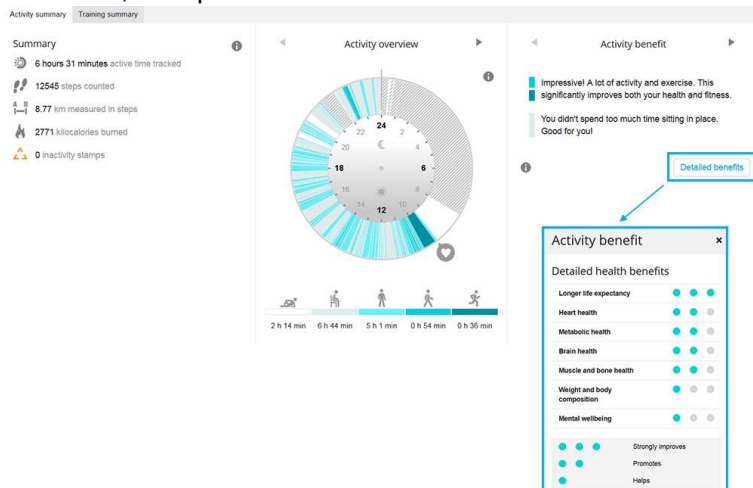 Activity summary Training summary
Summary
6 hours 31 minutes active time tracked
12545 steps counted
A B
8.77 km measured in steps
2771 kilocalories burned
0 inactivity stamps
Activity overview
24
22 2
20 4
18 6
16 8
14 10
12
2 h 14 min 6 h 44 min 5 h 1 min 0 h 54 min 0 h 36 min
Activity benefit
Impressive! A lot of activity and exercise. This
significantly improves both your health and fitness.
You didn't spend too much time sitting in place.
Good for you!
Detailed benefits
Activity benefit ×
Detailed health benefits
Longer life expectancy
Heart health
Metabolic health
Brain health
Muscle and bone health
Weight and body
composition
Mental wellbeing
Strongly improves
Promotes
Helps